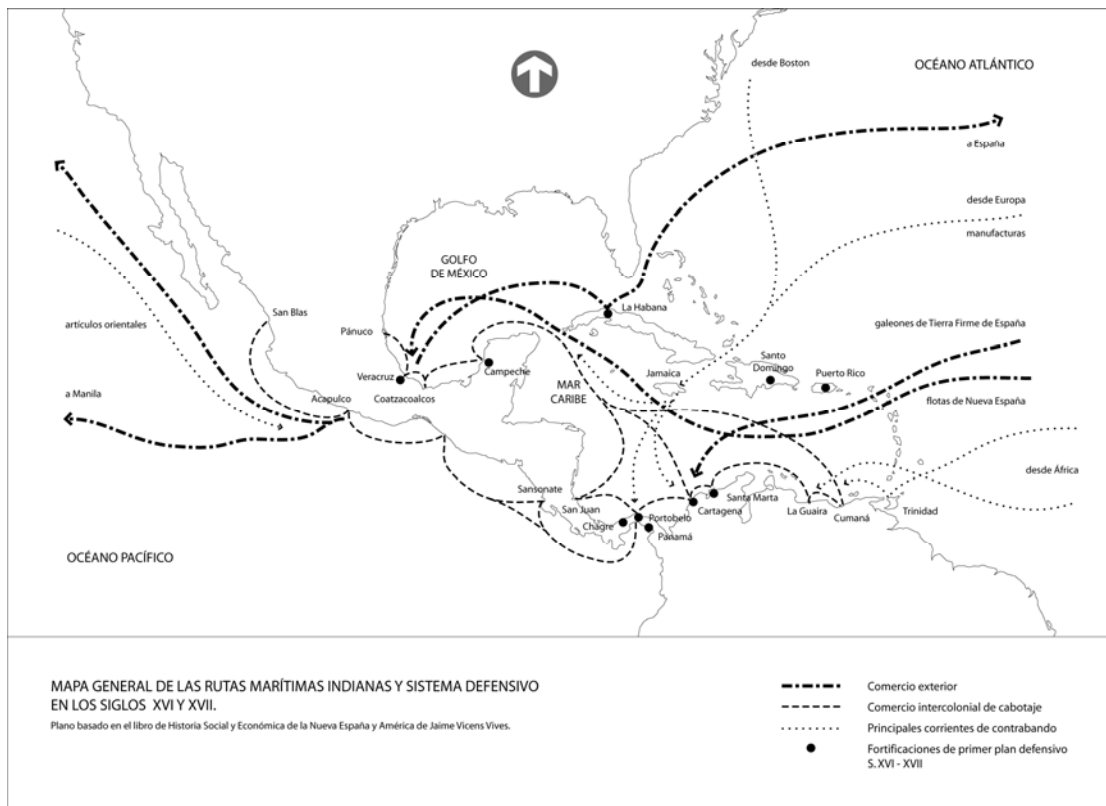 desde Boston
OCÉANO ATLÁNTICO
a España
desde Europa
manufacturas
GOLFO
DE MÉXICO
San Blas
La Habana
artículos orientales
Pánuco
galeones de Tierra Firme de España
Santo
Domingo
Puerto Rico
Jamaica
Veracruz
Campeche
Coatzacoalcos
MAR
CARIBE
a Manila
Acapulco
flotas de Nueva España
desde África
Sansonate
San Juan
Santa Marta
Chagre
Portobelo
Cartagena
La Guaira
Cumaná
Trinidad
Panamá
OCÉANO PACÍFICO
MAPA GENERAL DE LAS RUTAS MARÍTIMAS INDIANAS Y SISTEMA DEFENSIVO
EN LOS SIGLOS XVI Y XVII.
Plano basado en el libro de Historia Social y Económica de la Nueva España y América de Jaime Vicens Vives.
Comercio exterior
Comercio intercolonial de cabotaje
Principales corrientes de contrabando
Fortificaciones de primer plan defensivo
S. XVI - XVII